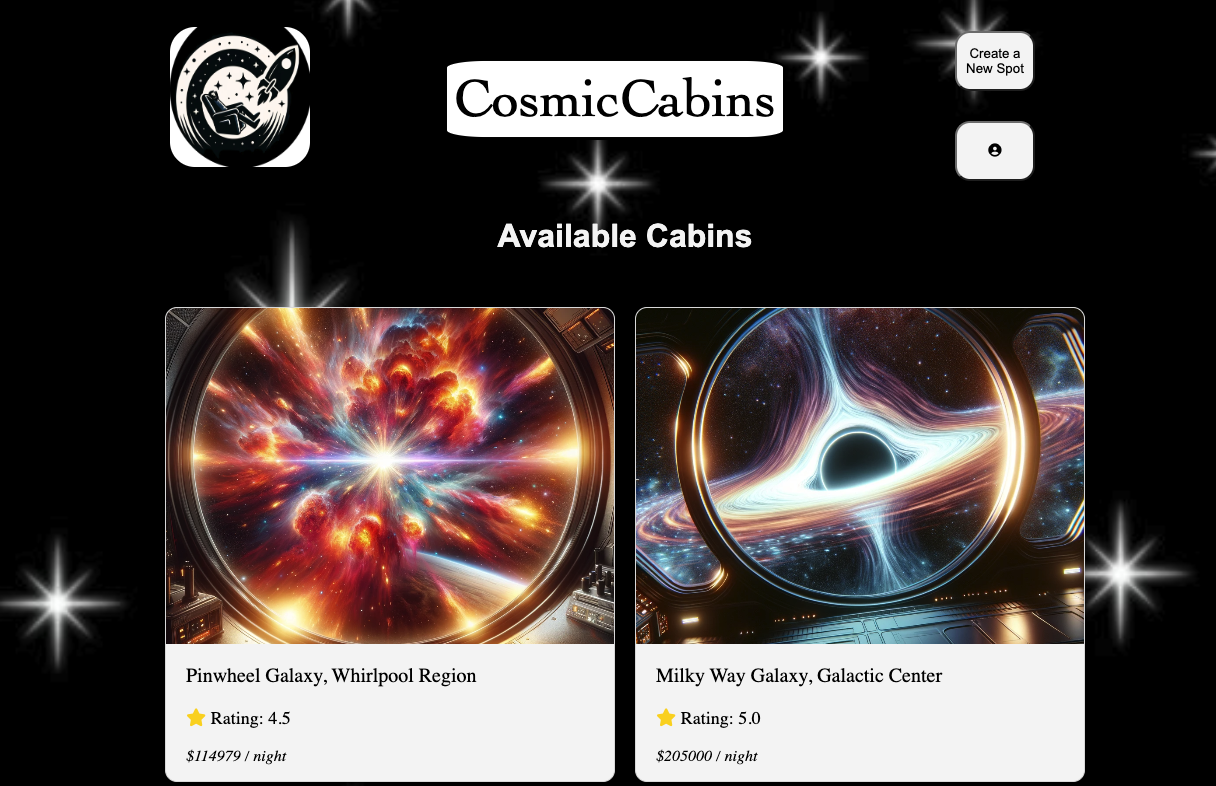 Create a
New Spot
CosmicCabins
Available Cabins
Pinwheel Galaxy, Whirlpool Region
Rating: 4.5
$114979 / night
Milky Way Galaxy, Galactic Center
Rating: 5.0
$205000 / night